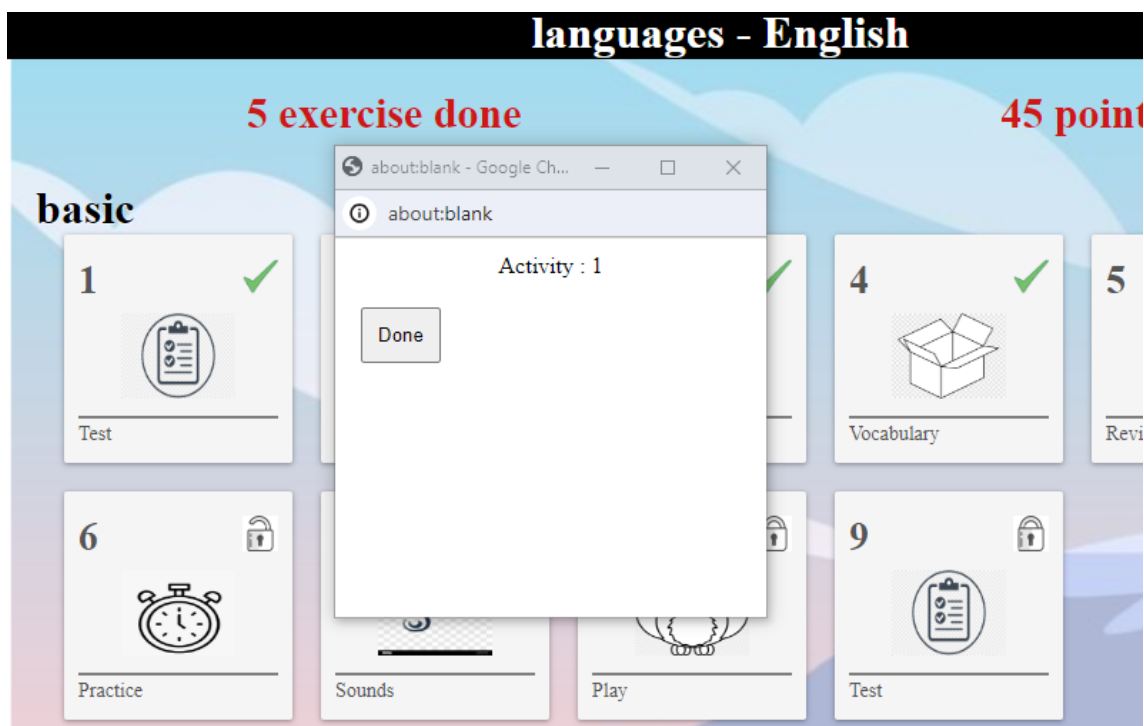 languages - English
5 exercise done
45 point
about:blank - Google Ch...
about:blank
basic
Activity : 1
Done
1
4
5
Test
Vocabulary
Revi
6
9
Practice
Sounds
Play
Test